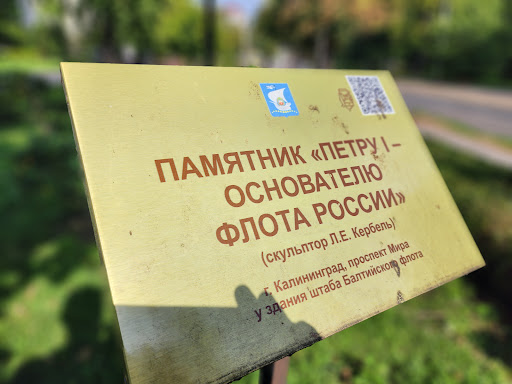 ПАМЯТНИК «ПЕТРУ I –
ОСНОВАТЕЛЮ
ФЛОТА РОССИИ»
(скульптор Л.Е. Кербель)
г. Калининград, проспект Мира
у здания штаба Балтийского флота